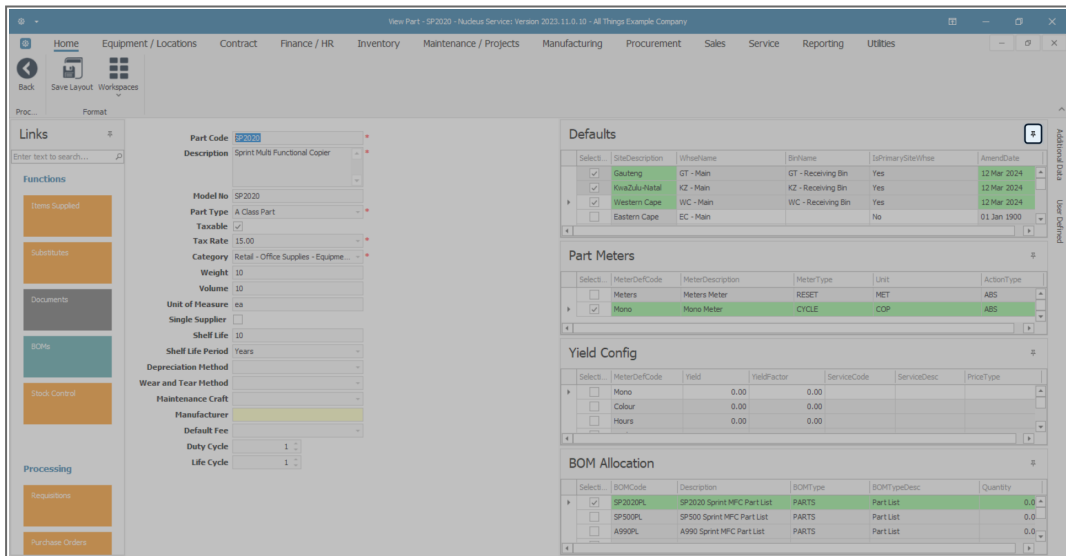 View Part - SP2020 - Nucleus Service: Version 2023.11.0.10 - All Things Example Company
Home Equipment / Locations Contract Finance / HR Inventory Maintenance / Projects Manufacturing Procurement Sales Service Reporting Utilities
Back Save Layout Workspaces
Proc... Format
Links
Enter text to search...
Functions
Items Supplied
Substitutes
Documents
BOMs
Stock Control
Processing
Requisitions
Purchase Orders
Part Code SP2020 *
Description Sprint Multi Functional Copier *
Model No SP2020
Part Type A Class Part *
Taxable
Tax Rate 15.00 *
Category Retail - Office Supplies - Equipme... *
Weight 10
Volume 10
Unit of Measure ea
Single Supplier
Shelf Life 10
Shelf Life Period Years
Depreciation Method
Wear and Tear Method
Maintenance Craft
Manufacturer
Default Fee
Duty Cycle 1
Life Cycle 1
Defaults
Selecti... SiteDescription WhseName BinName IsPrimarySiteWhse AmendDate
Gauteng GT - Main GT - Receiving Bin Yes 12 Mar 2024
KwaZulu-Natal KZ - Main KZ - Receiving Bin Yes 12 Mar 2024
Western Cape WC - Main WC - Receiving Bin Yes 12 Mar 2024
Eastern Cape EC - Main No 01 Jan 1900
Part Meters
Selecti... MeterDefCode MeterDescription MeterType Unit ActionType
Meters Meters Meter RESET MET ABS
Mono Mono Meter CYCLE COP ABS
Yield Config
Selecti... MeterDefCode Yield YieldFactor ServiceCode ServiceDesc PriceType
Mono 0.00 0.00
Colour 0.00 0.00
Hours 0.00 0.00
BOM Allocation
Selecti... BOMCode Description BOMType BOMTypeDesc Quantity
SP2020PL SP2020 Sprint MFC Part List PARTS Part List 0.0
SP500PL SP500 Sprint MFC Part List PARTS Part List 0.0
A990PL A990 Sprint MFC Part List PARTS Part List 0.0
Additional Data
User Defined